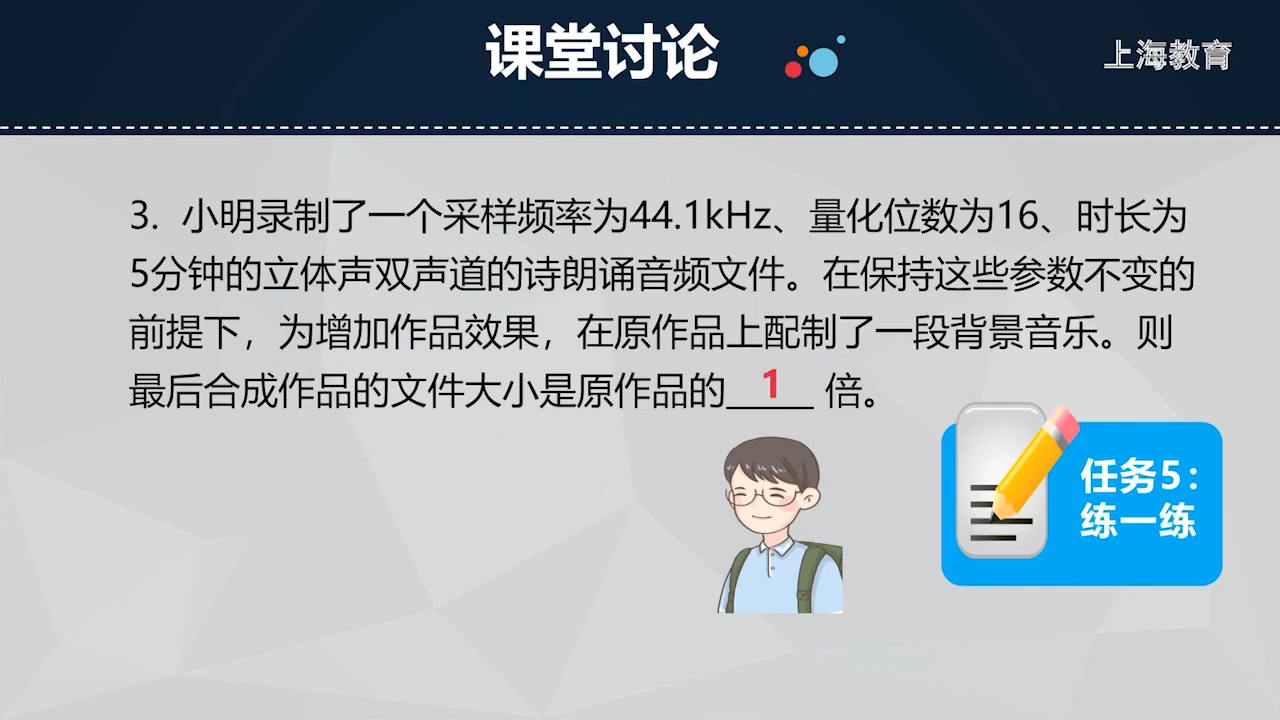 课堂讨论
上海教育
3. 小明录制了一个采样频率为44.1kHz、量化位数为16、时长为
5分钟的立体声双声道的诗朗诵音频文件。在保持这些参数不变的
前提下，为增加作品效果，在原作品上配制了一段背景音乐。则
最后合成作品的文件大小是原作品的__1__ 倍。
任务5：
练一练